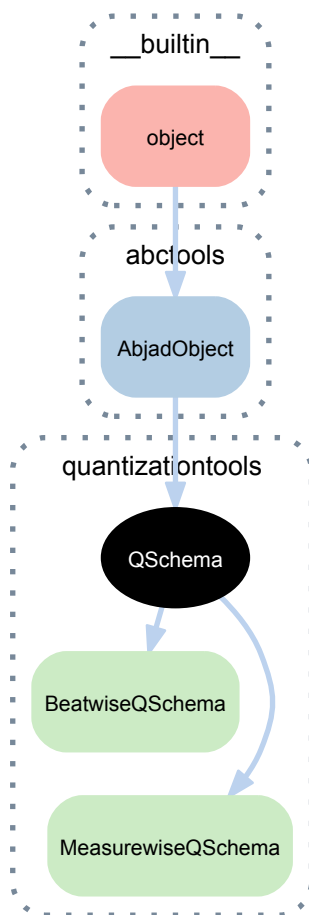 __builtin__
object
abctools
AbjadObject
quantizationtools
QSchema
BeatwiseQSchema
MeasurewiseQSchema